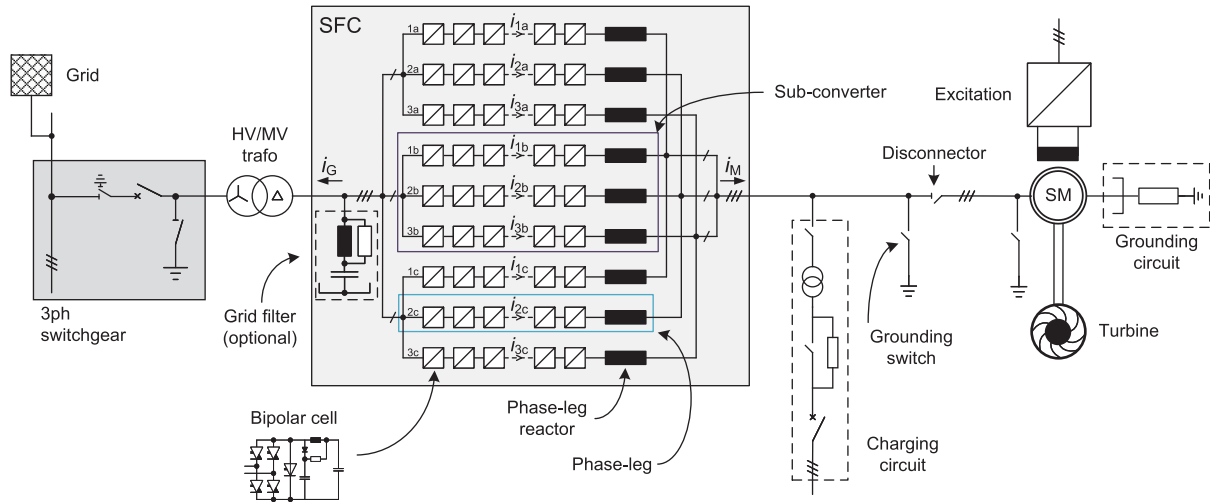 SFC
1a
i1a
2a
i2a
3a
i3a
1b
i1b
2b
i2b
3b
i3b
1c
i1c
2c
i2c
3c
i3c
Grid
HV/MV
trafo
iG
iM
3ph
switchgear
Grid filter
(optional)
Bipolar cell
Phase-leg
reactor
Phase-leg
Sub-converter
Disconnector
Excitation
SM
Grounding
circuit
Grounding
switch
Turbine
Charging
circuit